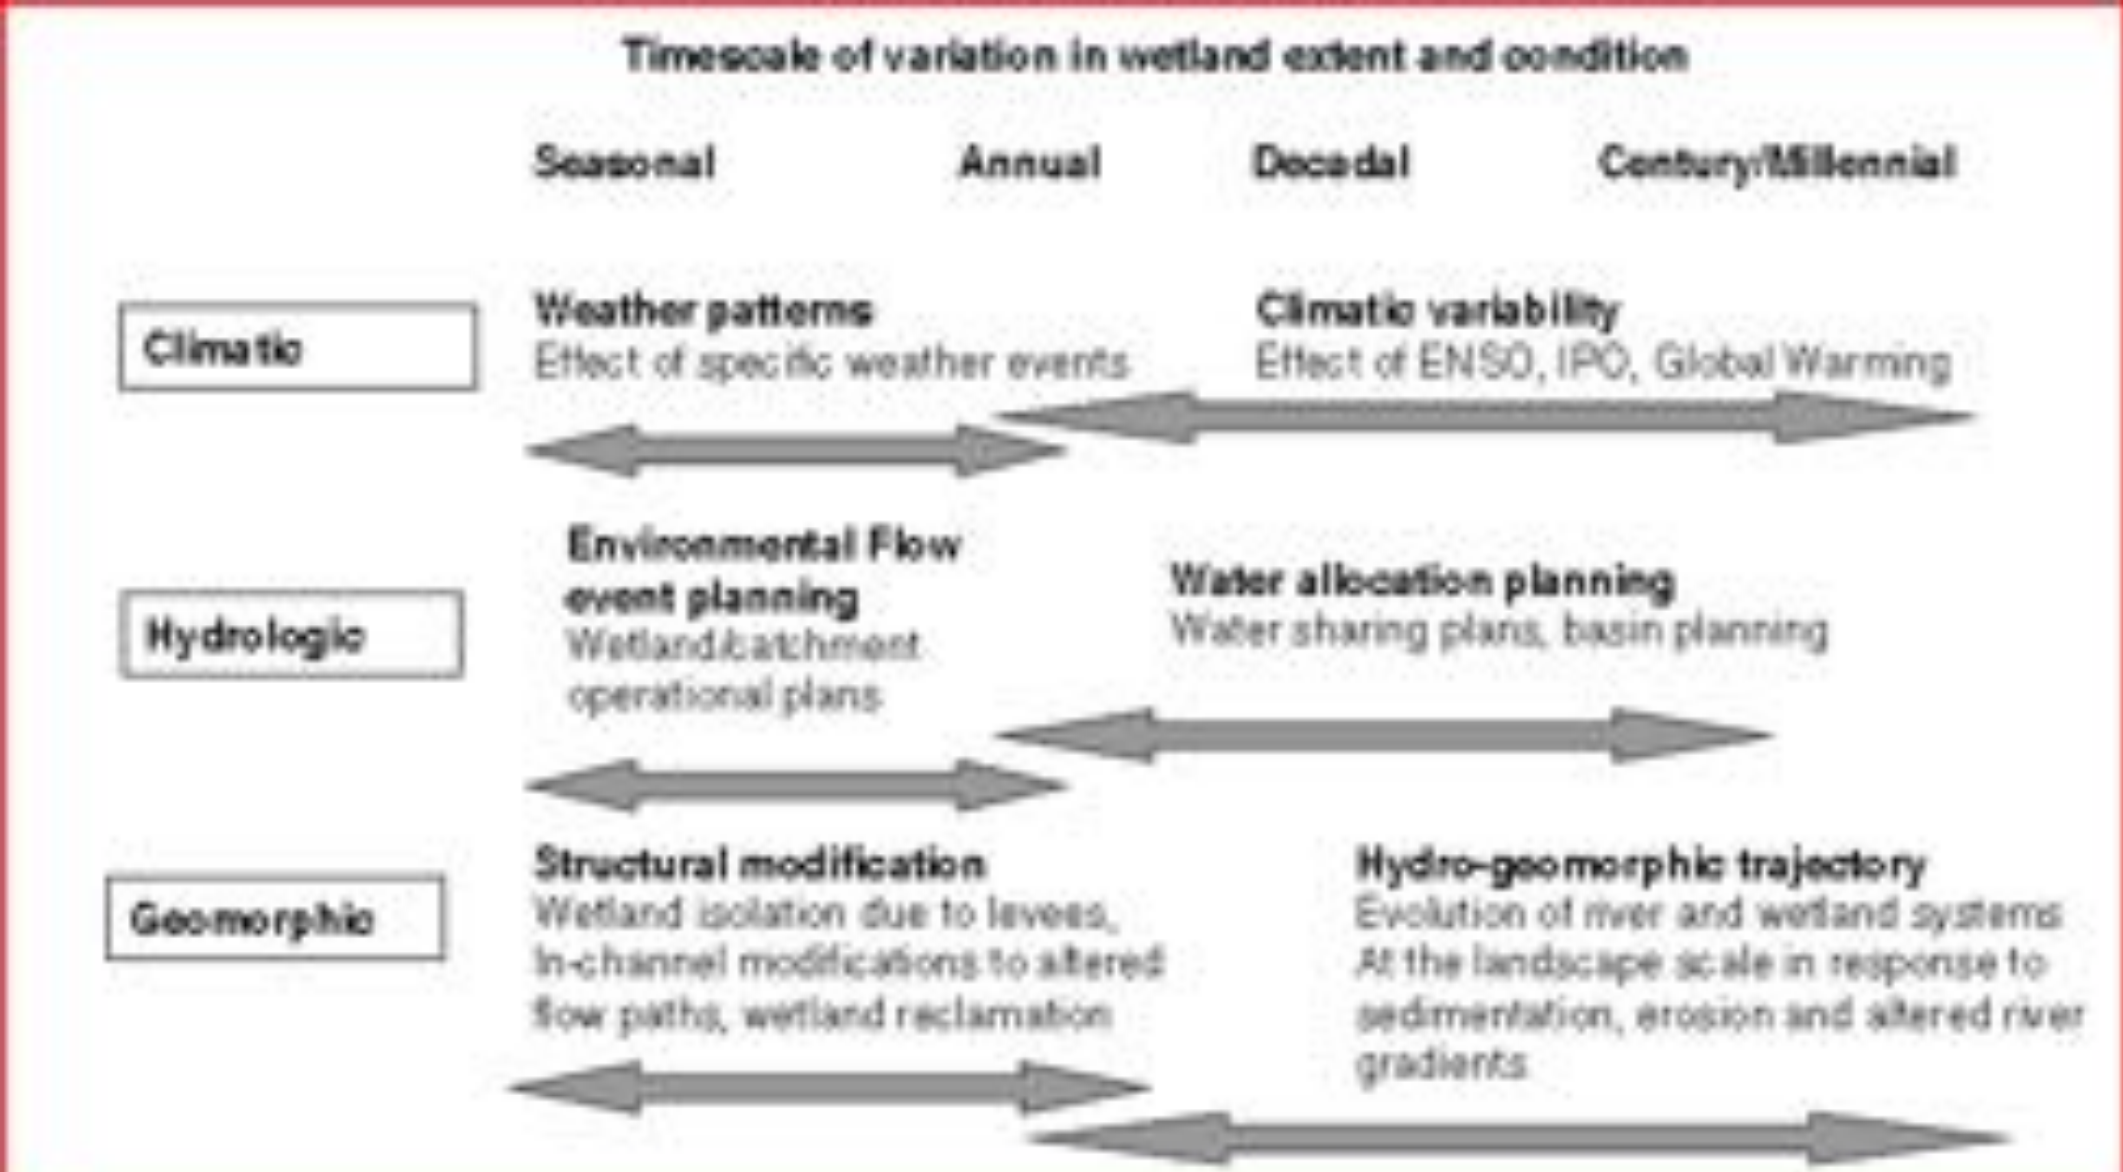 Timescale of variation in wetland extent and condition
Seasonal Annual Decadal Century/Millennial
Climatic
Weather patterns
Effect of specific weather events
Climatic variability
Effect of ENSO, IPO, Global Warming
Hydrologic
Environmental Flow
event planning
Wetland/catchment
operational plans
Water allocation planning
Water sharing plans, basin planning
Geomorphic
Structural modification
Wetland isolation due to levees,
In-channel modifications to altered
flow paths, wetland reclamation
Hydro-geomorphic trajectory
Evolution of river and wetland systems
At the landscape scale in response to
sedimentation, erosion and altered river
gradients